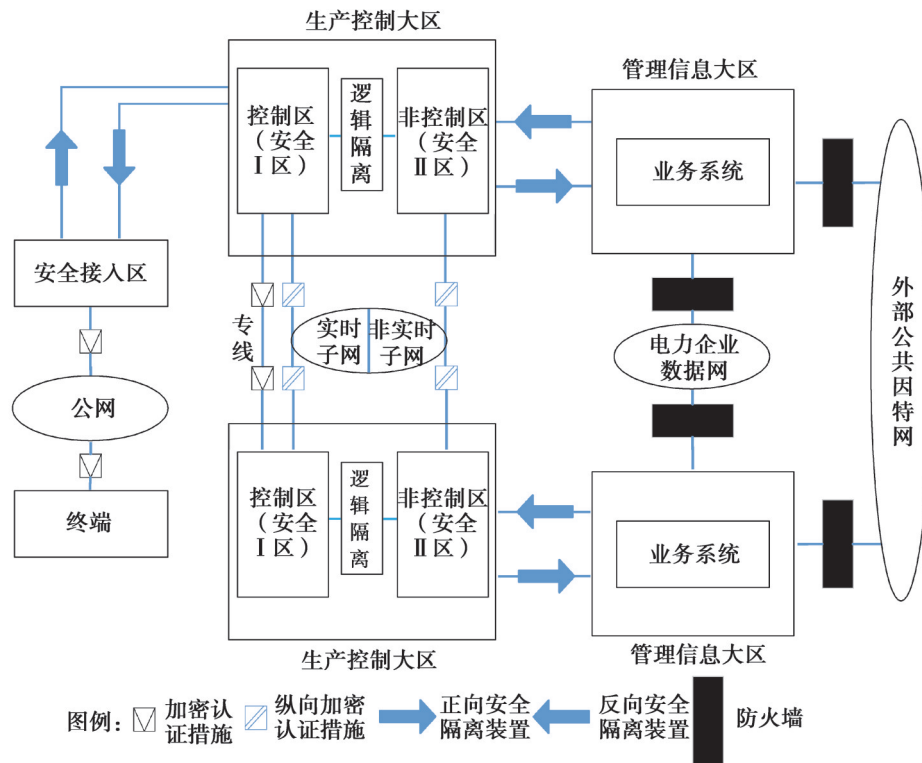 生产控制大区
管理信息大区
控制区
（安全
Ⅰ区）
逻
辑
隔
离
非控制区
（安全
Ⅱ区）
业务系统
安全接入区
专
线
实时
子网
非实时
子网
电力企业
数据网
外
部
公
共
因
特
网
公网
终端
控制区
（安全
Ⅰ区）
逻
辑
隔
离
非控制区
（安全
Ⅱ区）
业务系统
生产控制大区
管理信息大区
图例：
加密认
证措施
纵向加密
认证措施
正向安全
隔离装置
反向安全
隔离装置
防火墙